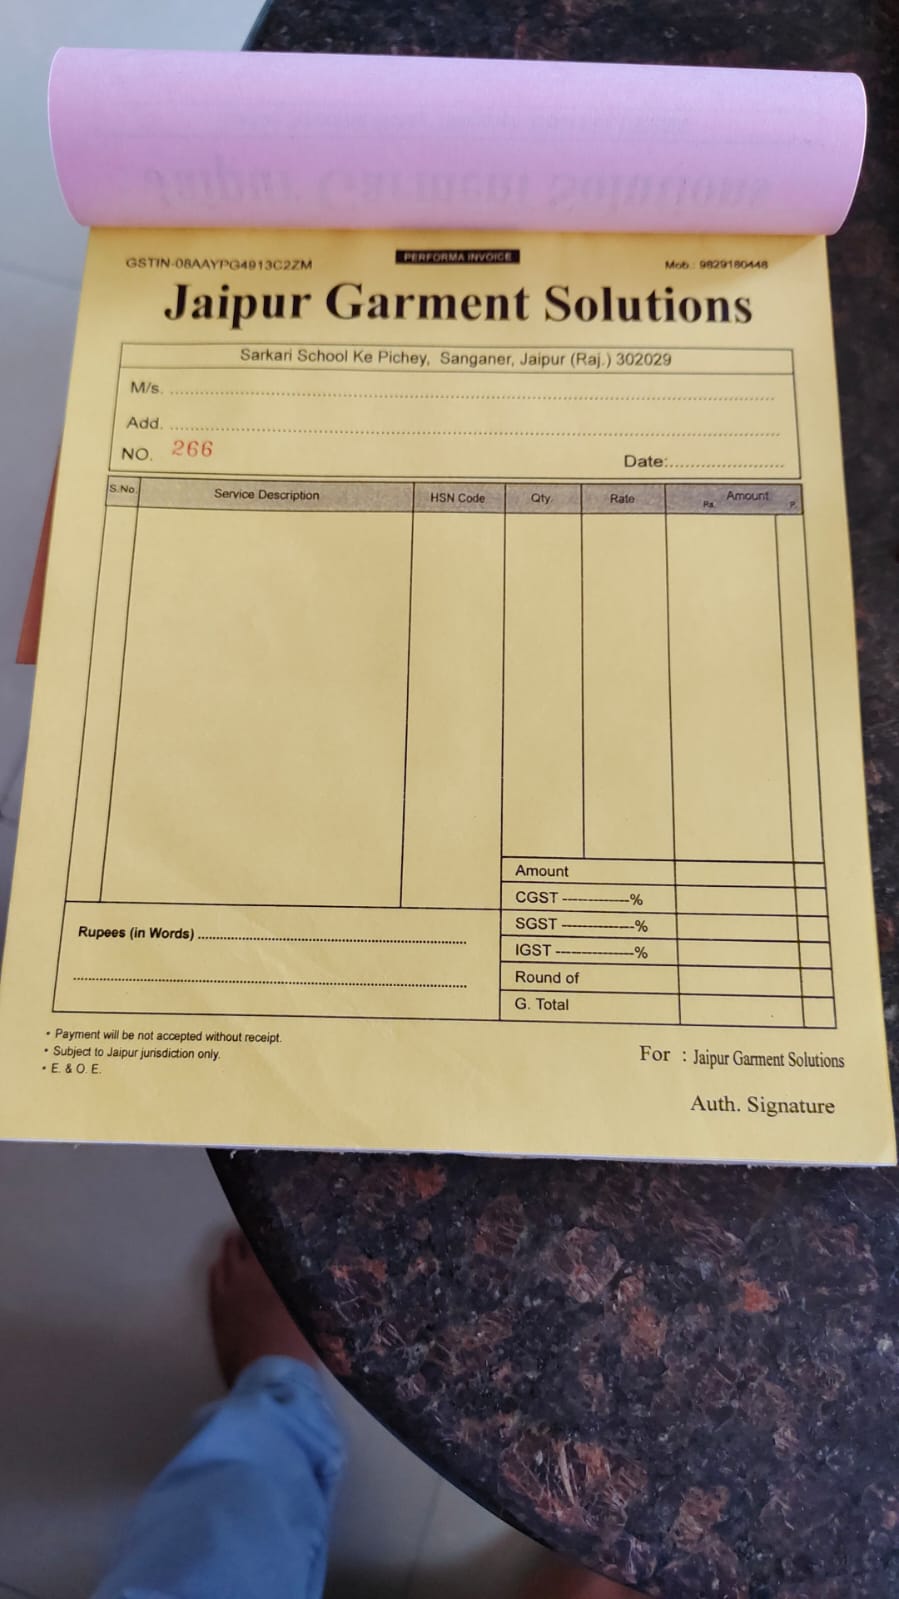 GSTIN-08AAYPG4913C2ZM PERFORMA INVOICE Mob.: 9829180448
Jaipur Garment Solutions
Sarkari School Ke Pichey, Sanganer, Jaipur (Raj.) 302029
M/s.
Add.
NO. 266 Date:
S.No. Service Description HSN Code Qty. Rate Amount
Rs. P.
Amount
CGST ------------%
SGST -------------%
IGST --------------%
Round of
G. Total
Rupees (in Words)
• Payment will be not accepted without receipt.
• Subject to Jaipur jurisdiction only.
• E. & O. E.
For : Jaipur Garment Solutions
Auth. Signature